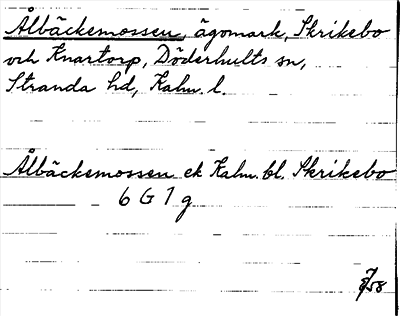 Ålbäckemossen, ägomark, Skrikebo
och Knartorp, Döderhults sn,
Stranda hd, Kalm. l.
Ålbäckemossen ek Kalm. bl. Skrikebo
6 G 1 g